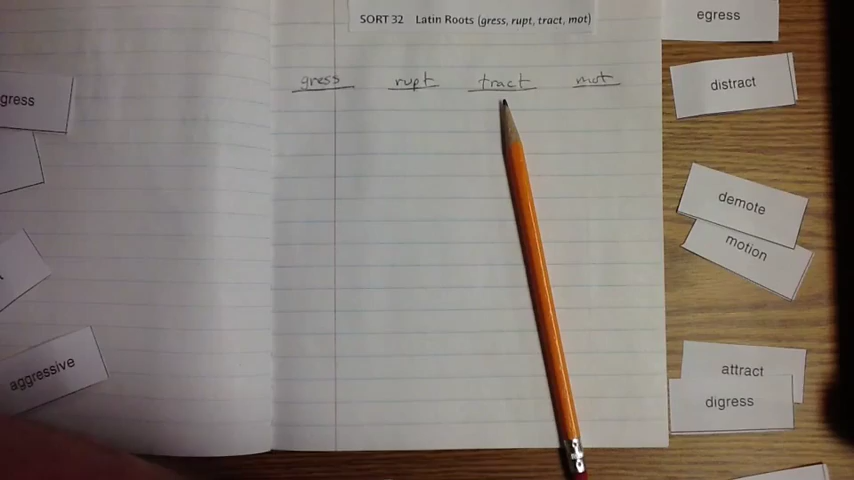 SORT 32 Latin Roots (gress, rupt, tract, mot)
gress rupt tract mot
gress
aggressive
egress
distract
demote
motion
attract
digress